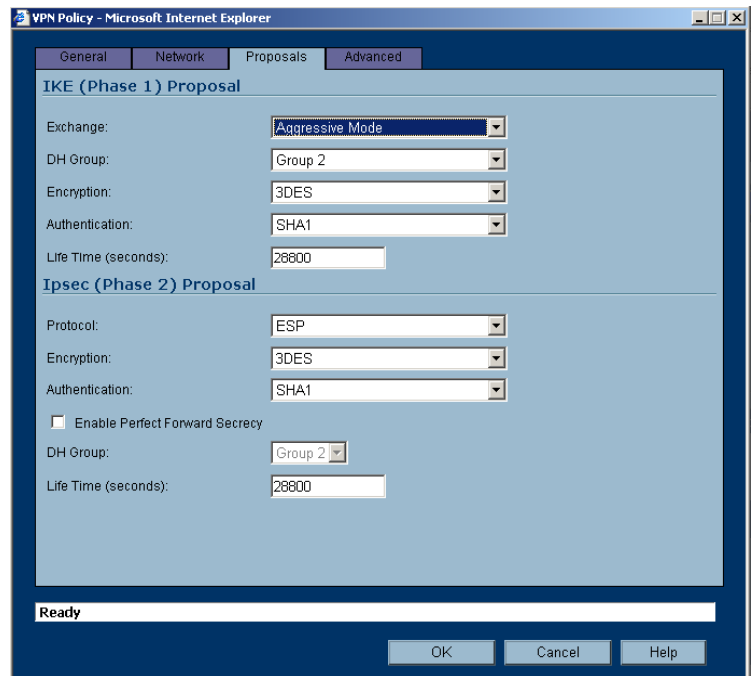 VPN Policy - Microsoft Internet Explorer
General Network Proposals Advanced
IKE (Phase 1) Proposal
Exchange: Aggressive Mode
DH Group: Group 2
Encryption: 3DES
Authentication: SHA1
Life Time (seconds): 28800
Ipsec (Phase 2) Proposal
Protocol: ESP
Encryption: 3DES
Authentication: SHA1
Enable Perfect Forward Secrecy
DH Group: Group 2
Life Time (seconds): 28800
Ready
OK Cancel Help